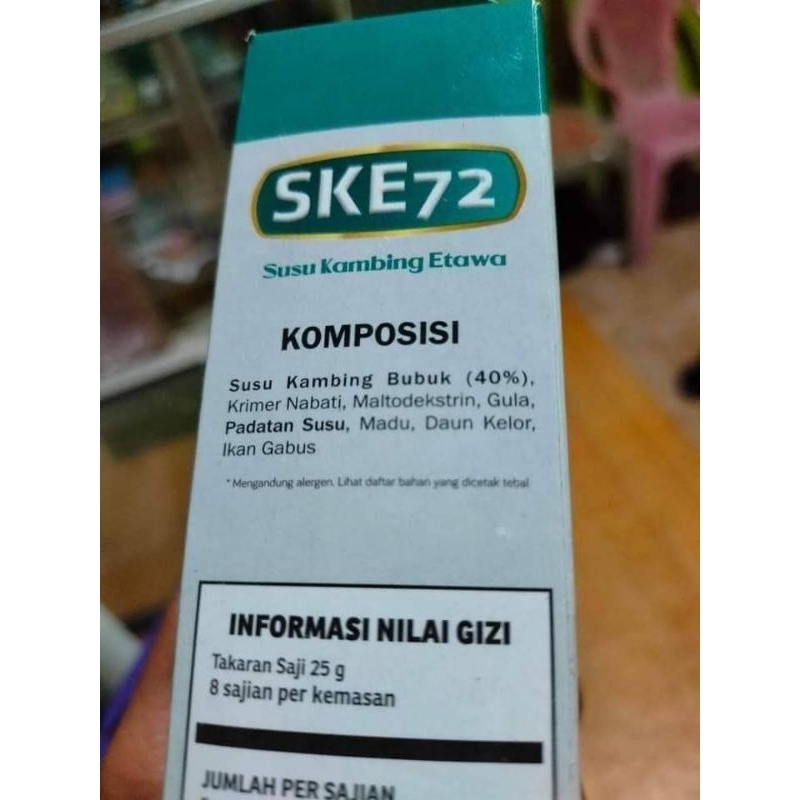 SKE72
Susu Kambing Etawa
KOMPOSISI
Susu Kambing Bubuk (40%),
Krimer Nabati, Maltodekstrin, Gula,
Padatan Susu, Madu, Daun Kelor,
Ikan Gabus
*Mengandung alergen. Lihat daftar bahan yang dicetak tebal
INFORMASI NILAI GIZI
Takaran Saji 25 g
8 sajian per kemasan
JUMLAH PER SAJIAN